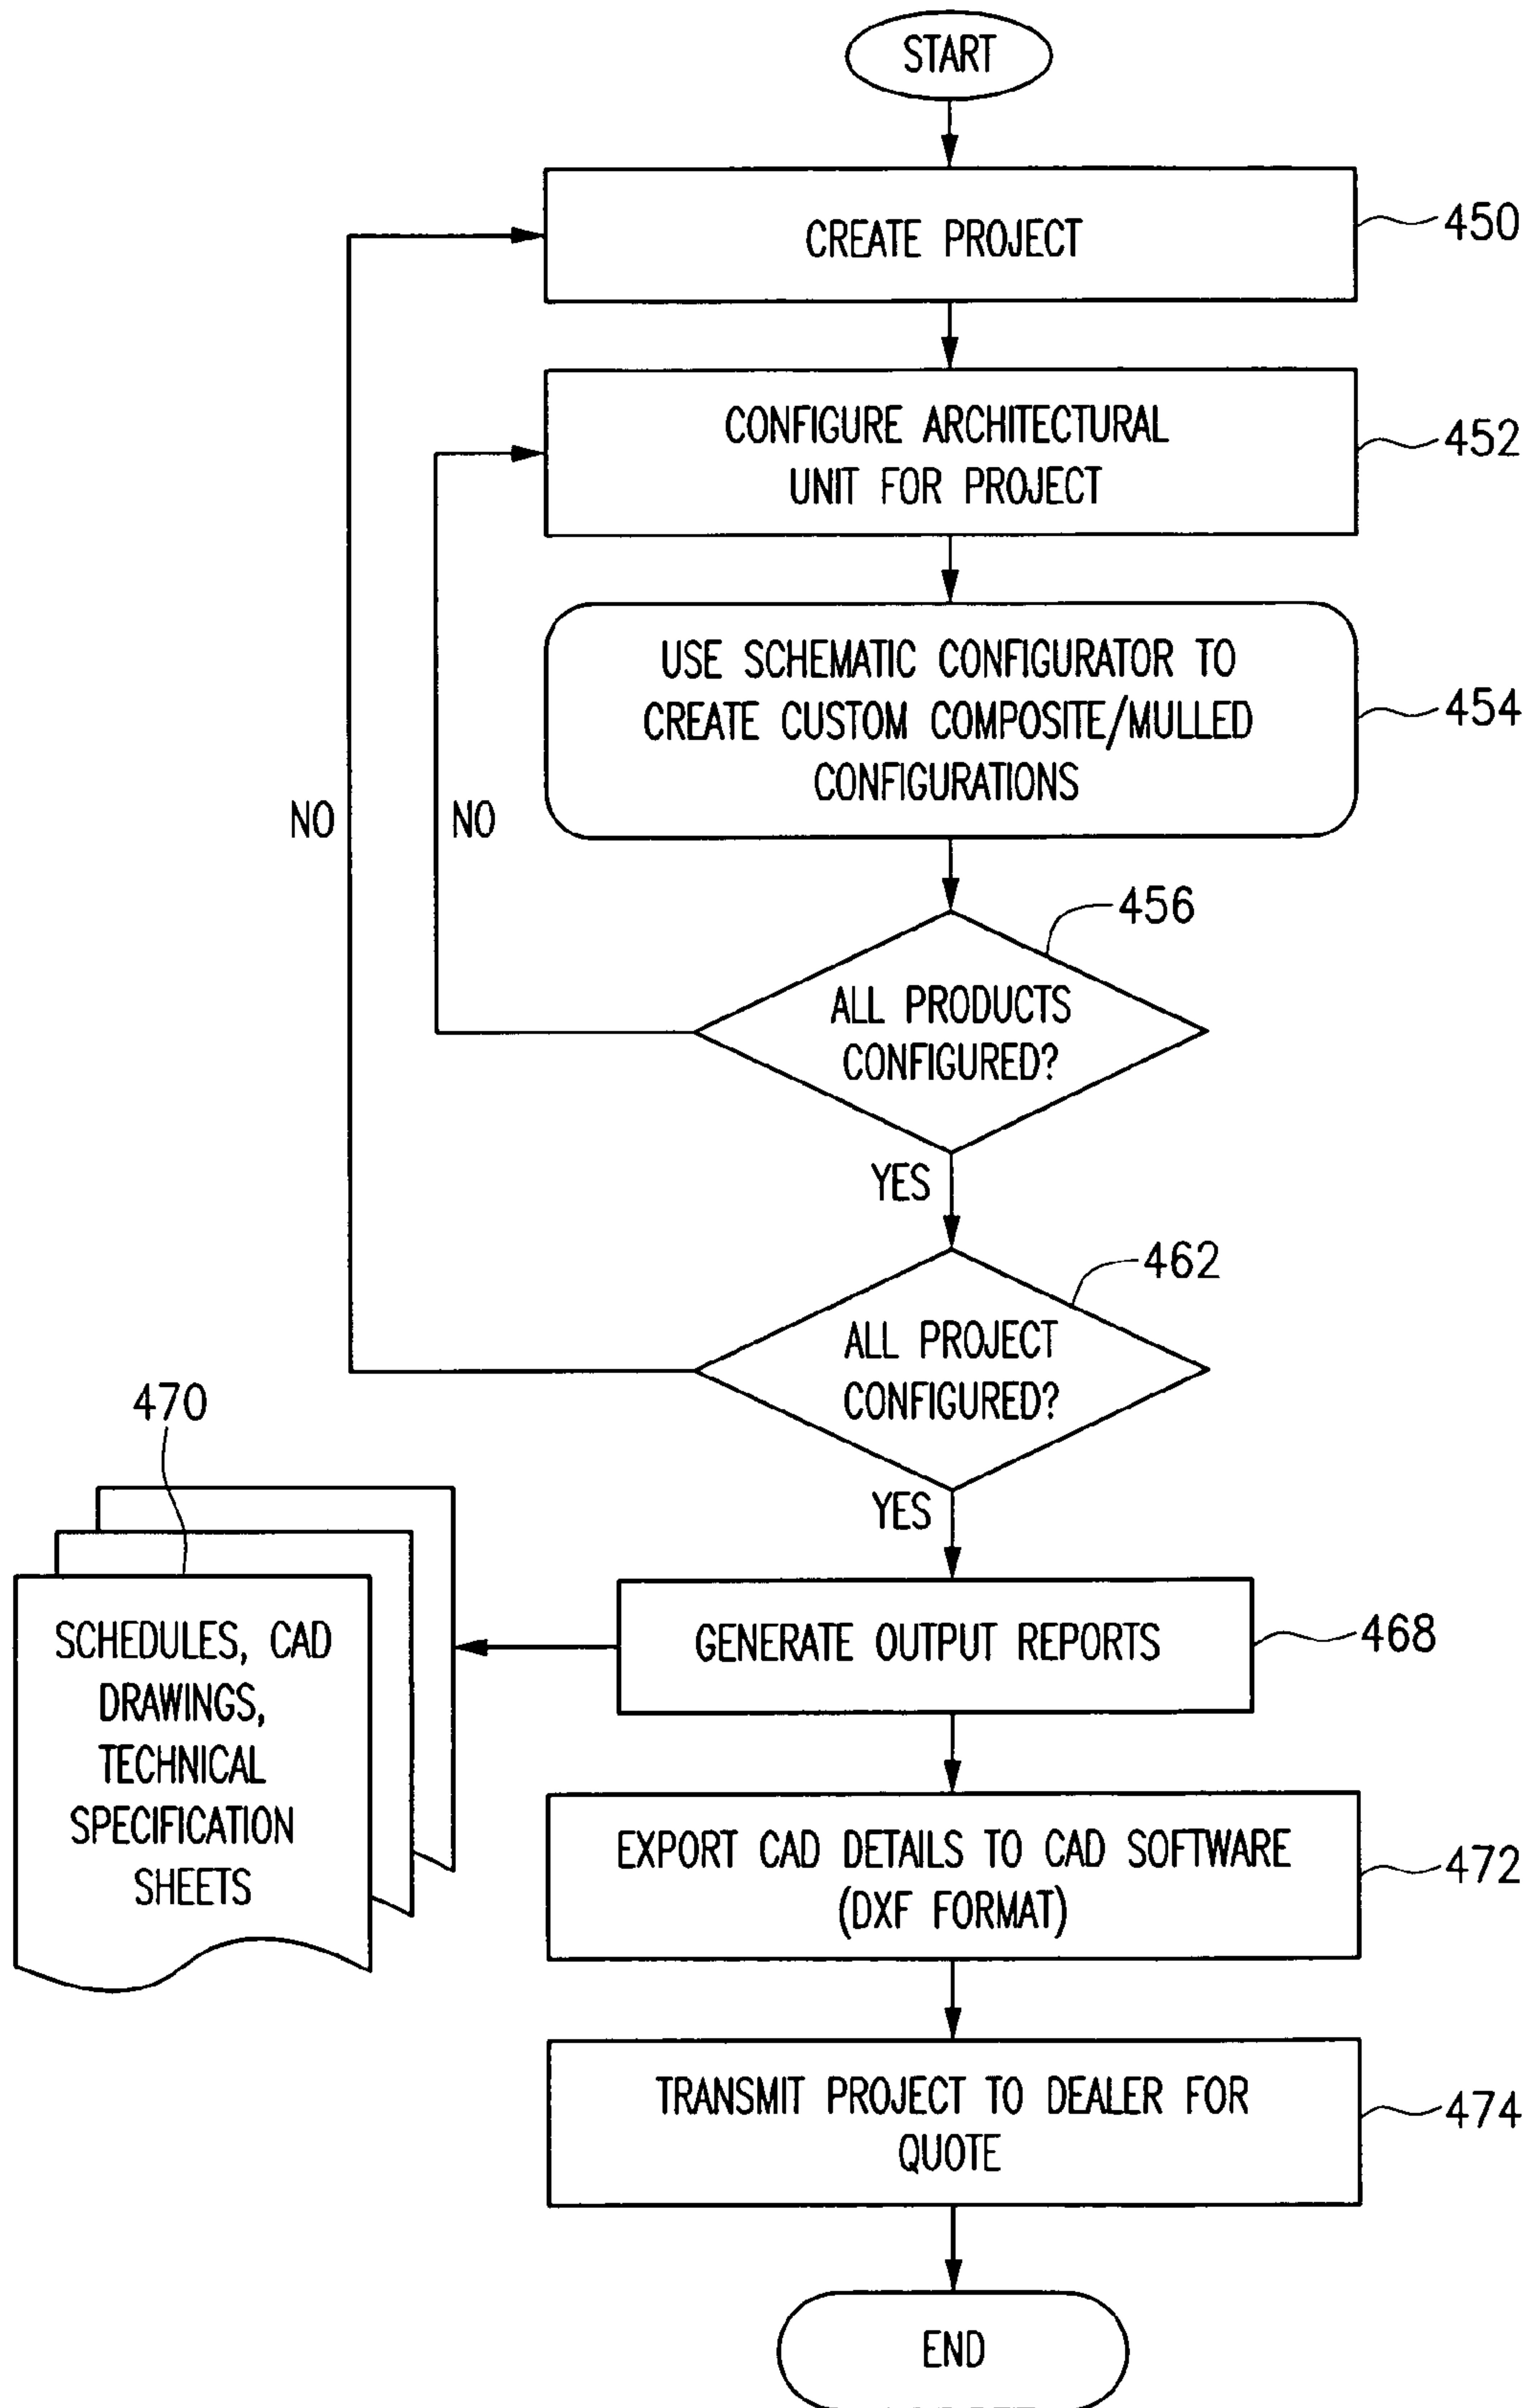 START
CREATE PROJECT
450
CONFIGURE ARCHITECTURAL
UNIT FOR PROJECT
452
USE SCHEMATIC CONFIGURATOR TO
CREATE CUSTOM COMPOSITE/MULLED
CONFIGURATIONS
454
NO
NO
456
ALL PRODUCTS
CONFIGURED?
YES
462
ALL PROJECT
CONFIGURED?
YES
470
SCHEDULES, CAD
DRAWINGS,
TECHNICAL
SPECIFICATION
SHEETS
GENERATE OUTPUT REPORTS
468
EXPORT CAD DETAILS TO CAD SOFTWARE
(DXF FORMAT)
472
TRANSMIT PROJECT TO DEALER FOR
QUOTE
474
END